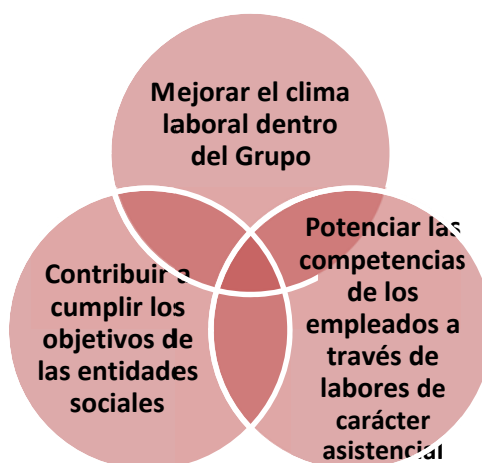 Mejorar el clima
laboral dentro
del Grupo
Contribuir a
cumplir los
objetivos de
las entidades
sociales
Potenciar las
competencias
de los
empleados a
través de
labores de
carácter
asistencial